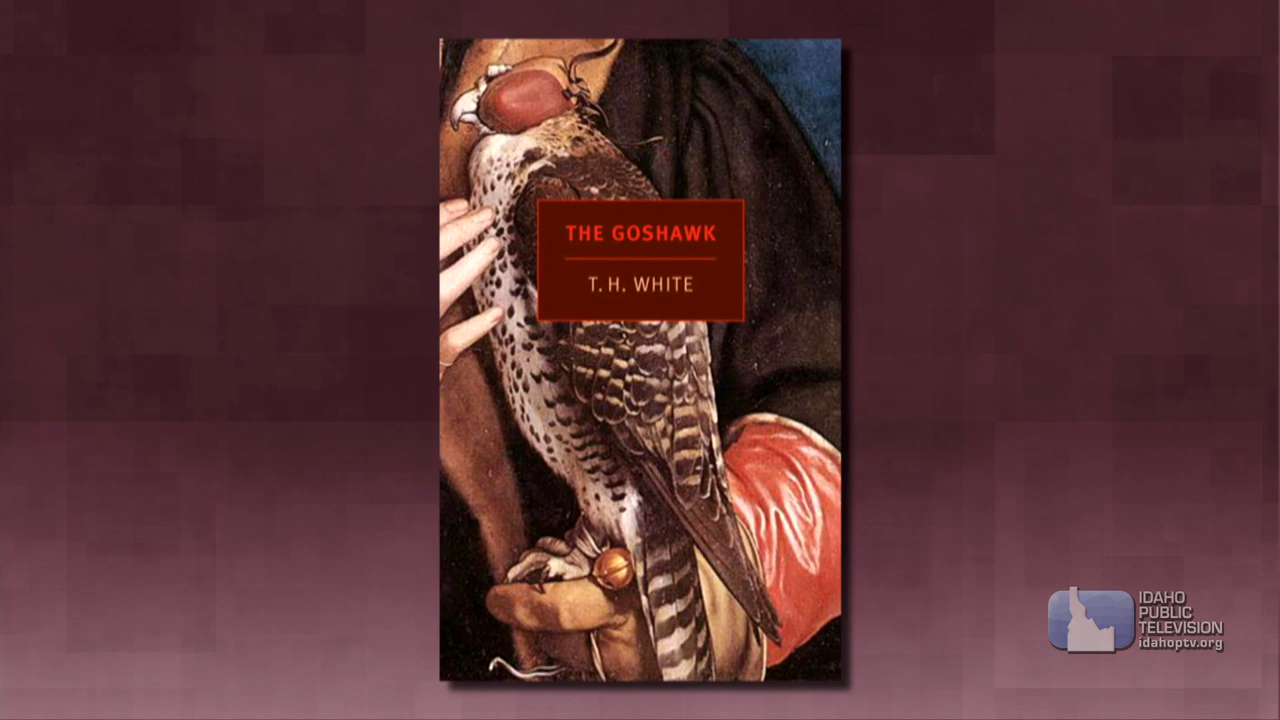 THE GOSHAWK
T. H. WHITE
IDAHO
PUBLIC
TELEVISION
idahoptv.org